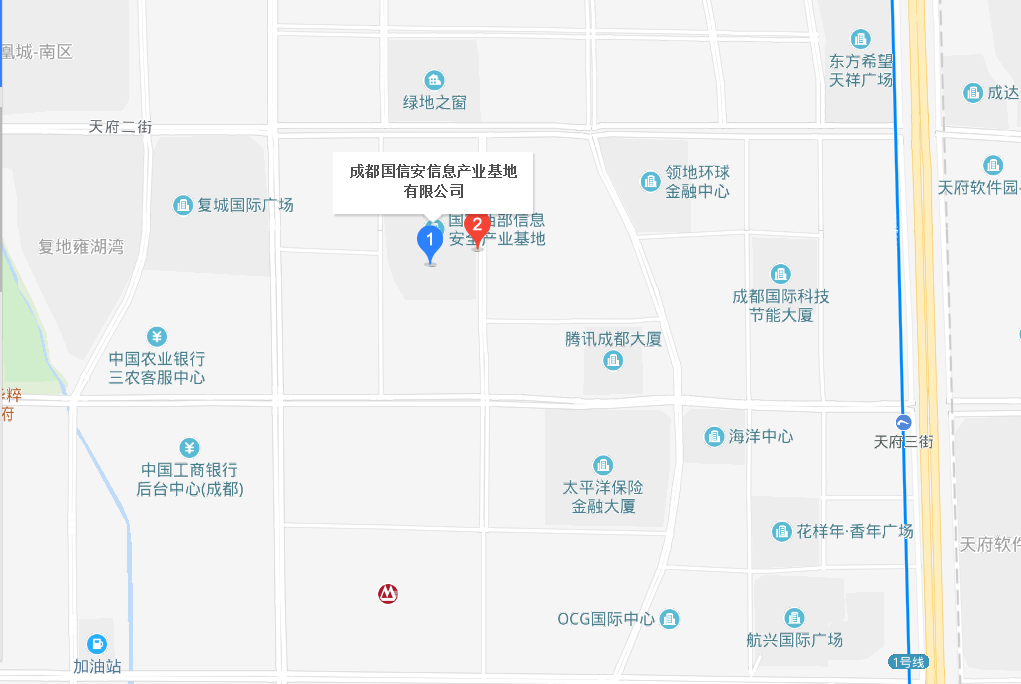 凰城-南区
东方希望
天祥广场
成达
绿地之窗
天府二街
成都国信安信息产业基地
有限公司
领地环球
金融中心
天府软件园-
复城国际广场
部信息
安全产业基地
1
2
复地雍湖湾
成都国际科技
节能大厦
腾讯成都大厦
中国农业银行
三农客服中心
粹
府
海洋中心
天府三街
中国工商银行
后台中心(成都)
太平洋保险
金融大厦
花样年·香年广场
天府软件
OCG国际中心
航兴国际广场
加油站
1号线